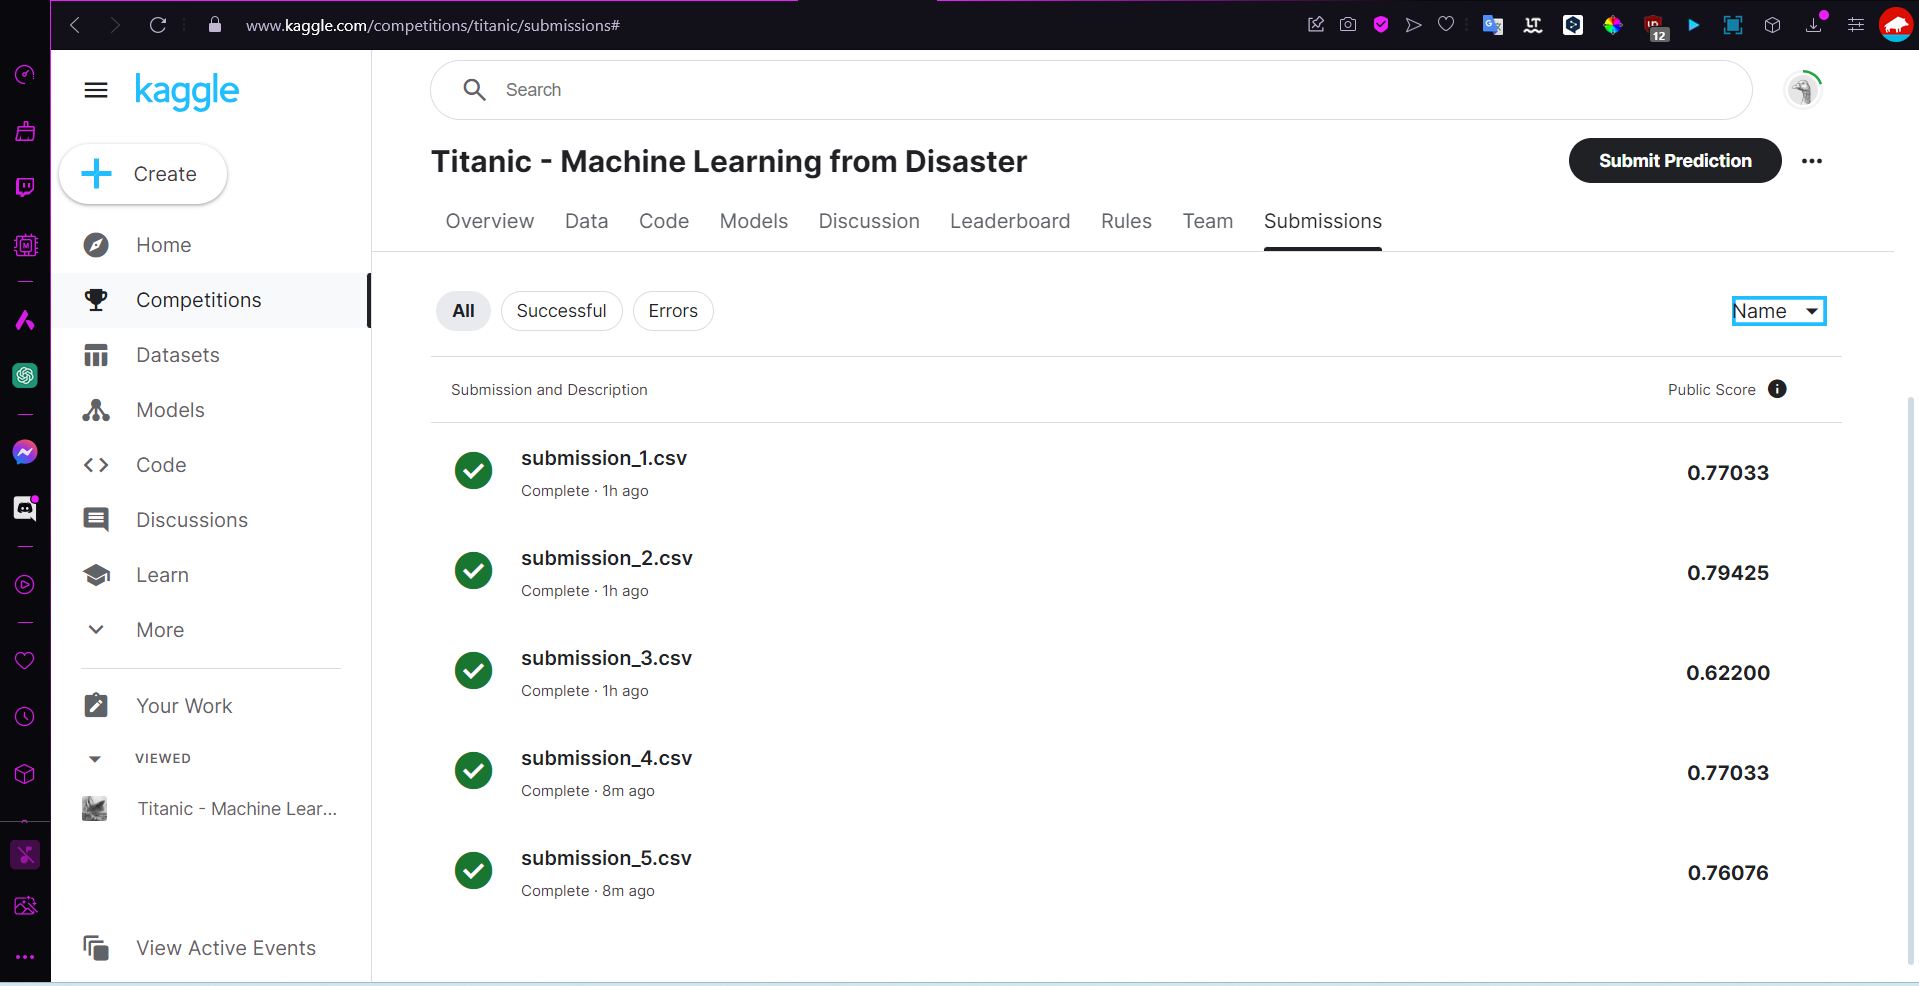 www.kaggle.com/competitions/titanic/submissions#
12
kaggle
Search
Create
Titanic - Machine Learning from Disaster
Submit Prediction
Overview Data Code Models Discussion Leaderboard Rules Team Submissions
Home
Competitions
Datasets
Models
Code
Discussions
Learn
More
Your Work
VIEWED
Titanic - Machine Lear...
View Active Events
All Successful Errors
Name
Submission and Description Public Score
submission_1.csv
Complete · 1h ago
0.77033
submission_2.csv
Complete · 1h ago
0.79425
submission_3.csv
Complete · 1h ago
0.62200
submission_4.csv
Complete · 8m ago
0.77033
submission_5.csv
Complete · 8m ago
0.76076